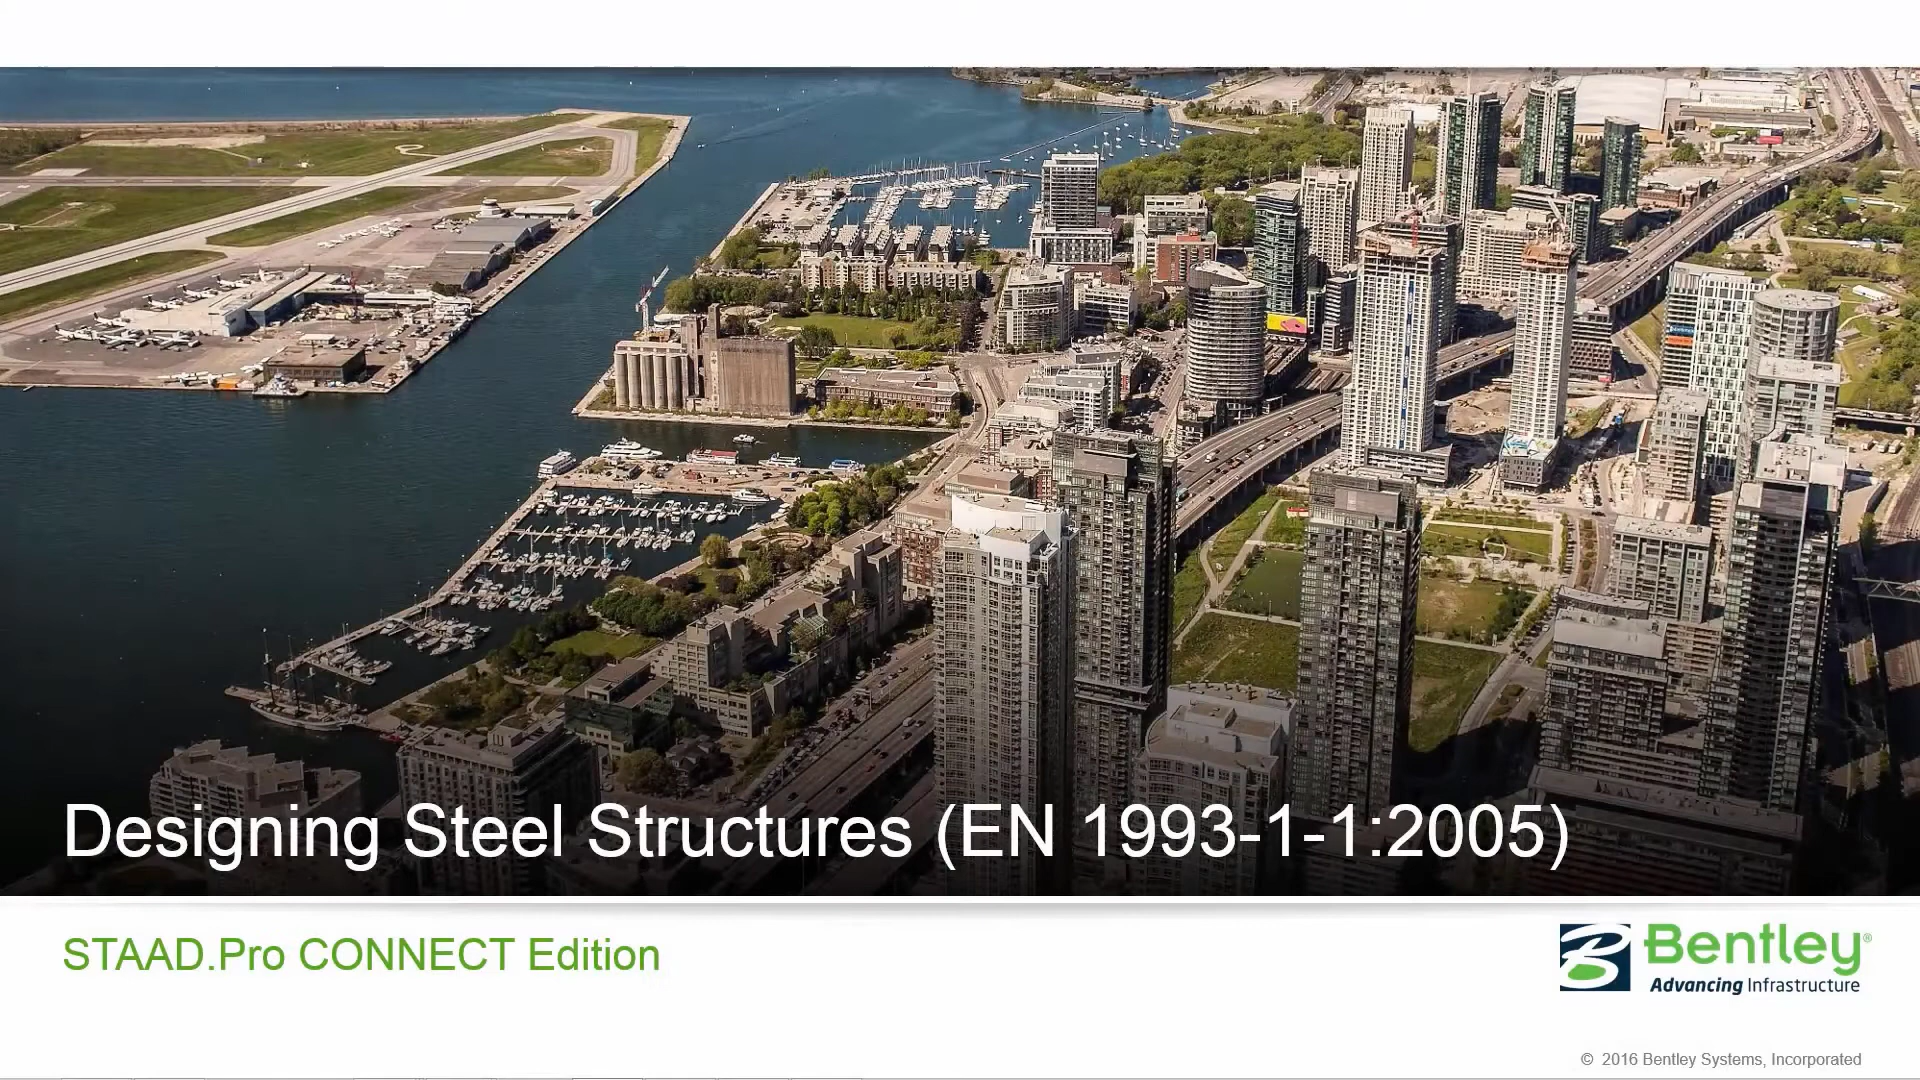 Designing Steel Structures (EN 1993-1-1:2005)
STAAD.Pro CONNECT Edition
Bentley®
Advancing Infrastructure
© 2016 Bentley Systems, Incorporated